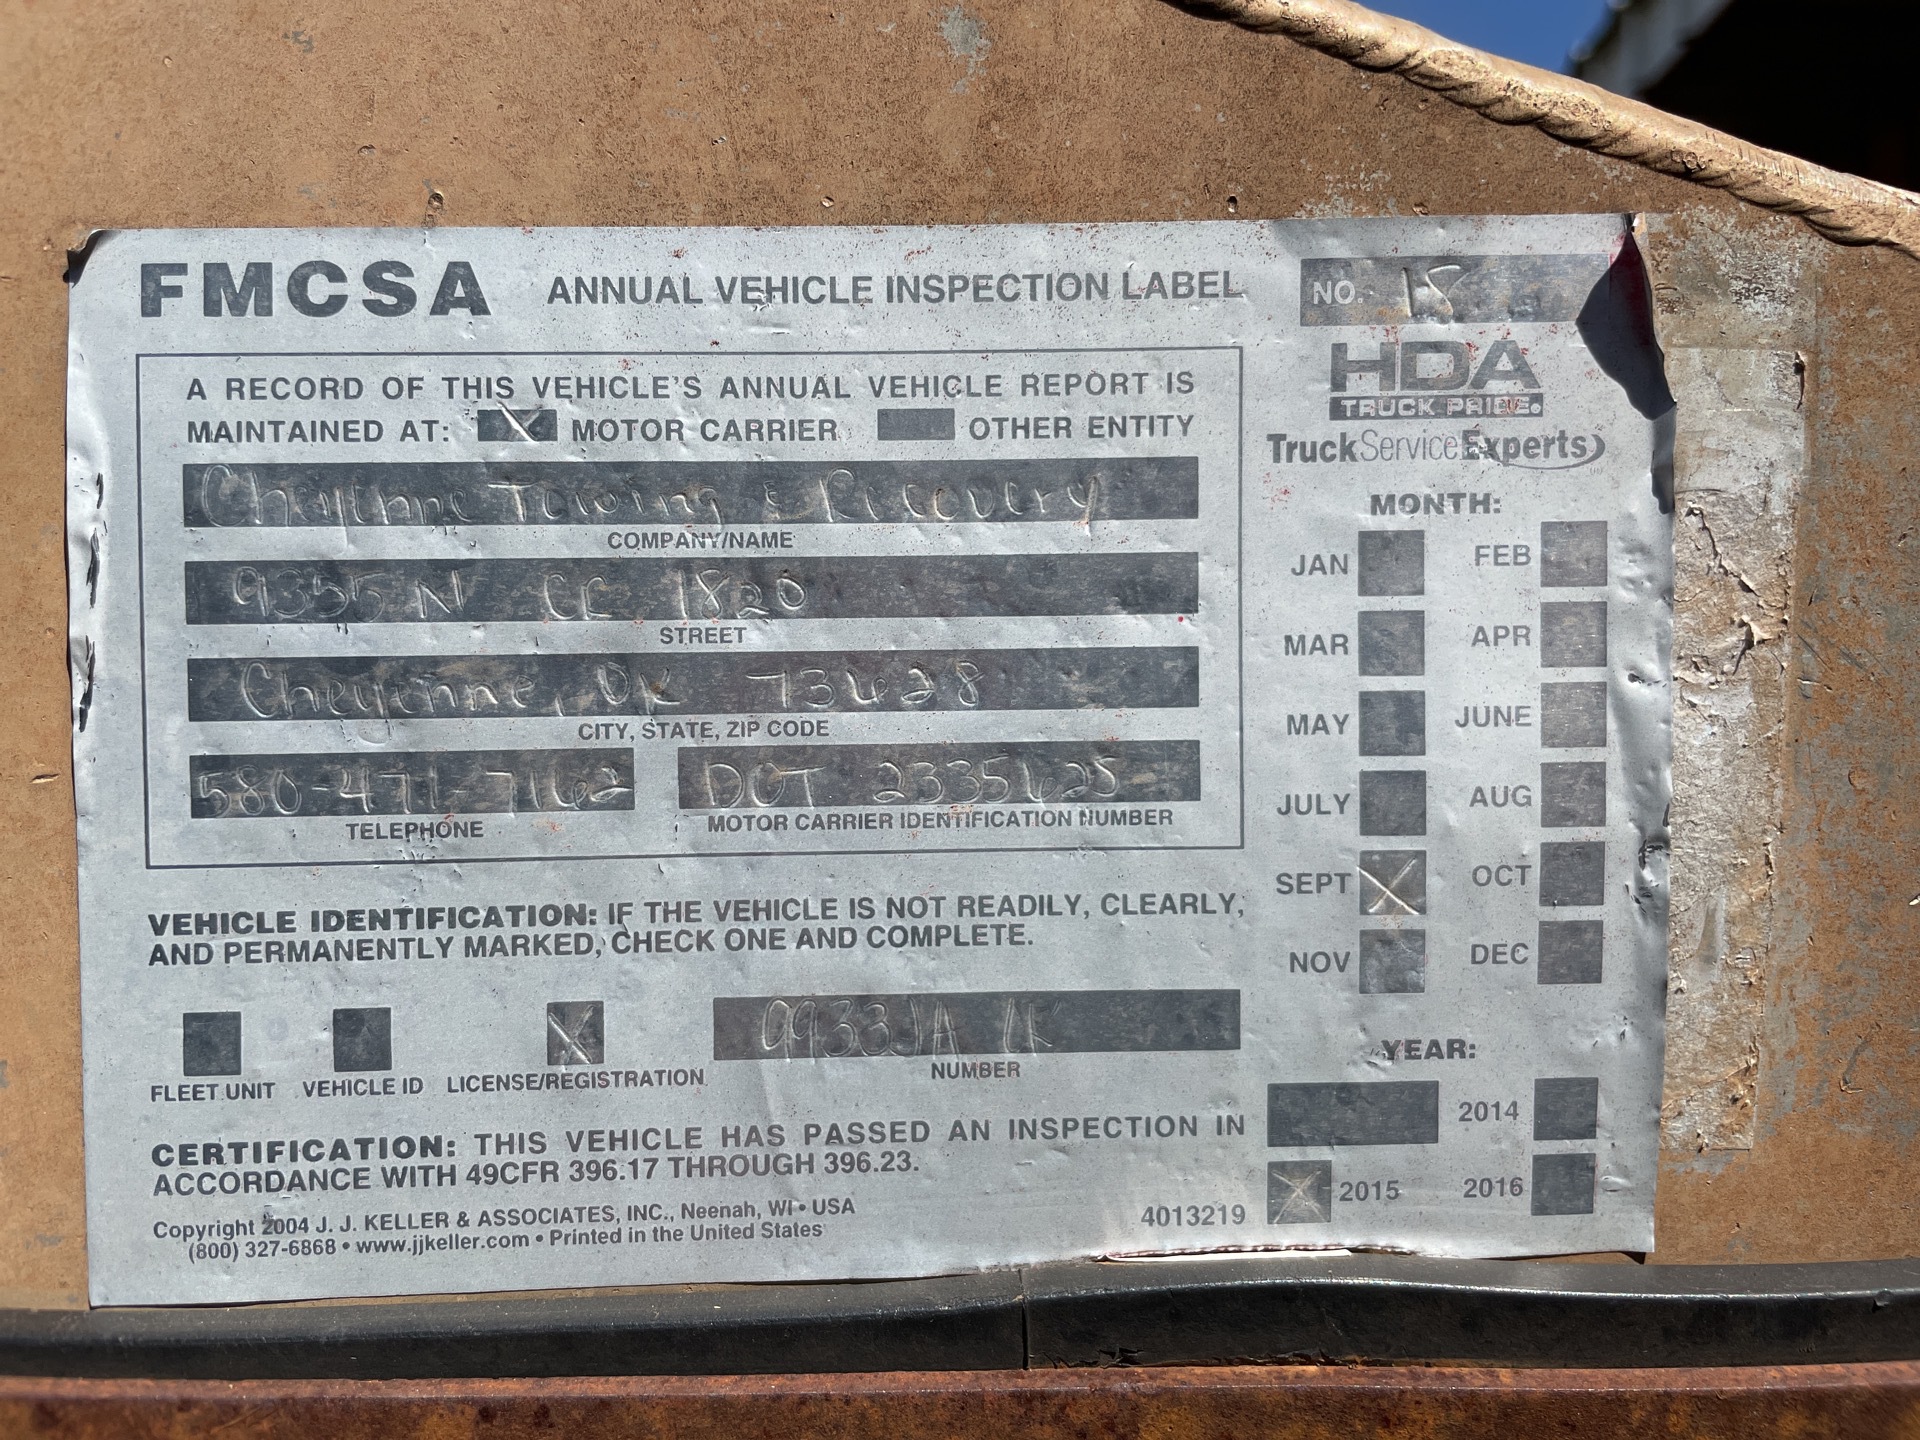 FMCSA ANNUAL VEHICLE INSPECTION LABEL
NO. 18
HDA
TRUCK PRIDE®
TruckServiceExperts
A RECORD OF THIS VEHICLE'S ANNUAL VEHICLE REPORT IS
MAINTAINED AT: X MOTOR CARRIER OTHER ENTITY
Cheyenne Towing & Recovery
COMPANY/NAME
9355 N CC 1820
STREET
Cheyenne, OK 73628
CITY, STATE, ZIP CODE
580-471-7162 DOT 2335625
TELEPHONE MOTOR CARRIER IDENTIFICATION NUMBER
VEHICLE IDENTIFICATION: IF THE VEHICLE IS NOT READILY, CLEARLY,
AND PERMANENTLY MARKED, CHECK ONE AND COMPLETE.
X 9933JA
FLEET UNIT VEHICLE ID LICENSE/REGISTRATION NUMBER
CERTIFICATION: THIS VEHICLE HAS PASSED AN INSPECTION IN
ACCORDANCE WITH 49CFR 396.17 THROUGH 396.23.
Copyright 2004 J. J. KELLER & ASSOCIATES, INC., Neenah, WI • USA
(800) 327-6868 • www.jjkeller.com • Printed in the United States
4013219
MONTH:
JAN FEB
MAR APR
MAY JUNE
JULY AUG
SEPT X OCT
NOV DEC
YEAR:
2014
X 2015 2016